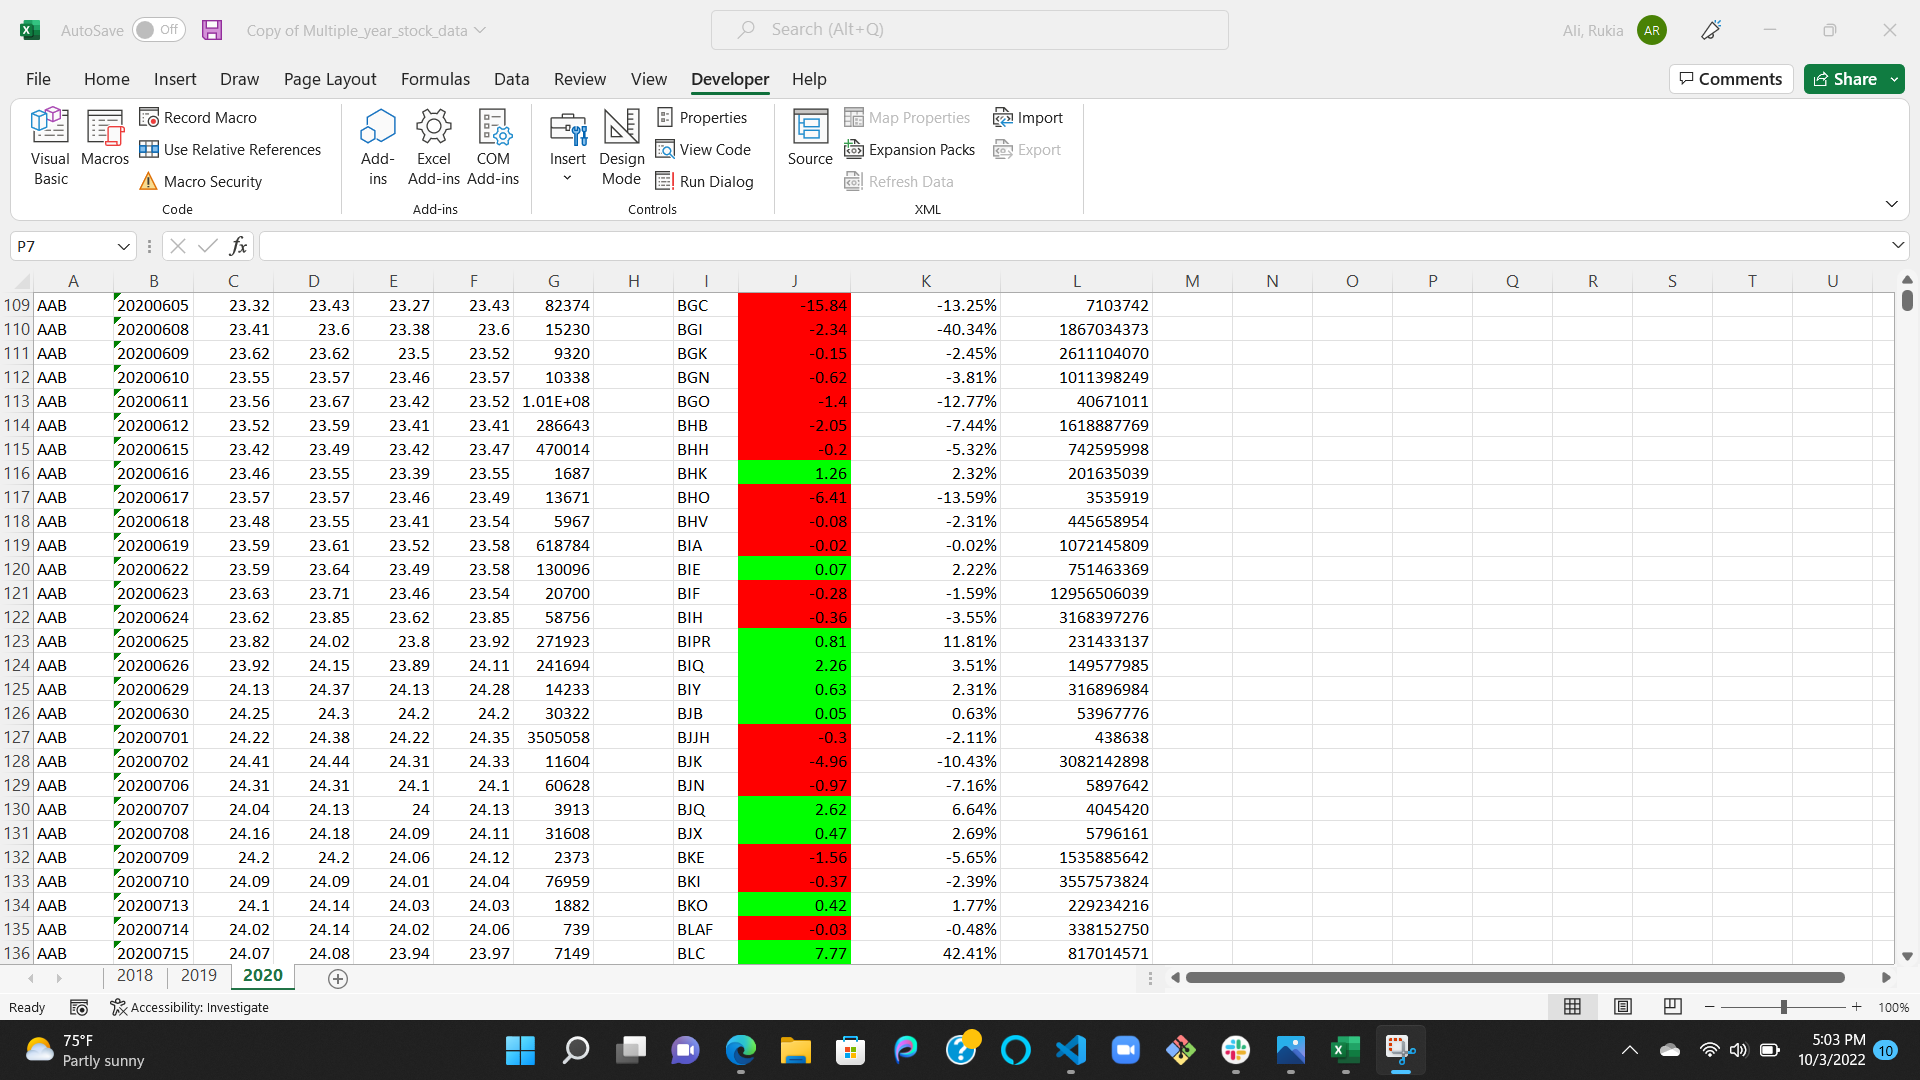 AutoSave Off Copy of Multiple_year_stock_data Search (Alt+Q) Ali, Rukia AR
File Home Insert Draw Page Layout Formulas Data Review View Developer Help Comments Share
Visual Basic Macros Record Macro Use Relative References Macro Security Code
Add-ins Excel Add-ins COM Add-ins Add-ins
Insert Design Mode Properties View Code Run Dialog Controls
Source Map Properties Expansion Packs Refresh Data Import Export XML
P7 fx
A B C D E F G H I J K L M N O P Q R S T U
109 AAB 20200605 23.32 23.43 23.27 23.43 82374 BGC -15.84 -13.25% 7103742
110 AAB 20200608 23.41 23.6 23.38 23.6 15230 BGI -2.34 -40.34% 1867034373
111 AAB 20200609 23.62 23.62 23.5 23.52 9320 BGK -0.15 -2.45% 2611104070
112 AAB 20200610 23.55 23.57 23.46 23.57 10338 BGN -0.62 -3.81% 1011398249
113 AAB 20200611 23.56 23.67 23.42 23.52 1.01E+08 BGO -1.4 -12.77% 40671011
114 AAB 20200612 23.52 23.59 23.41 23.41 286643 BHB -2.05 -7.44% 1618887769
115 AAB 20200615 23.42 23.49 23.42 23.47 470014 BHH -0.2 -5.32% 742595998
116 AAB 20200616 23.46 23.55 23.39 23.55 1687 BHK 1.26 2.32% 201635039
117 AAB 20200617 23.57 23.57 23.46 23.49 13671 BHO -6.41 -13.59% 3535919
118 AAB 20200618 23.48 23.55 23.41 23.54 5967 BHV -0.08 -2.31% 445658954
119 AAB 20200619 23.59 23.61 23.52 23.58 618784 BIA -0.02 -0.02% 1072145809
120 AAB 20200622 23.59 23.64 23.49 23.58 130096 BIE 0.07 2.22% 751463369
121 AAB 20200623 23.63 23.71 23.46 23.54 20700 BIF -0.28 -1.59% 12956506039
122 AAB 20200624 23.62 23.85 23.62 23.85 58756 BIH -0.36 -3.55% 3168397276
123 AAB 20200625 23.82 24.02 23.8 23.92 271923 BIPR 0.81 11.81% 231433137
124 AAB 20200626 23.92 24.15 23.89 24.11 241694 BIQ 2.26 3.51% 149577985
125 AAB 20200629 24.13 24.37 24.13 24.28 14233 BIY 0.63 2.31% 316896984
126 AAB 20200630 24.25 24.3 24.2 24.2 30322 BJB 0.05 0.63% 53967776
127 AAB 20200701 24.22 24.38 24.22 24.35 3505058 BJJH -0.3 -2.11% 438638
128 AAB 20200702 24.41 24.44 24.31 24.33 11604 BJK -4.96 -10.43% 3082142898
129 AAB 20200706 24.31 24.31 24.1 24.1 60628 BJN -0.97 -7.16% 5897642
130 AAB 20200707 24.04 24.13 24 24.13 3913 BJQ 2.62 6.64% 4045420
131 AAB 20200708 24.16 24.18 24.09 24.11 31608 BJX 0.47 2.69% 5796161
132 AAB 20200709 24.2 24.2 24.06 24.12 2373 BKE -1.56 -5.65% 1535885642
133 AAB 20200710 24.09 24.09 24.01 24.04 76959 BKI -0.37 -2.39% 3557573824
134 AAB 20200713 24.1 24.14 24.03 24.03 1882 BKO 0.42 1.77% 229234216
135 AAB 20200714 24.02 24.14 24.02 24.06 739 BLAF -0.03 -0.48% 338152750
136 AAB 20200715 24.07 24.08 23.94 23.97 7149 BLC 7.77 42.41% 817014571
2018 2019 2020
Ready Accessibility: Investigate 100%
75°F
Partly sunny
5:03 PM
10/3/2022 10